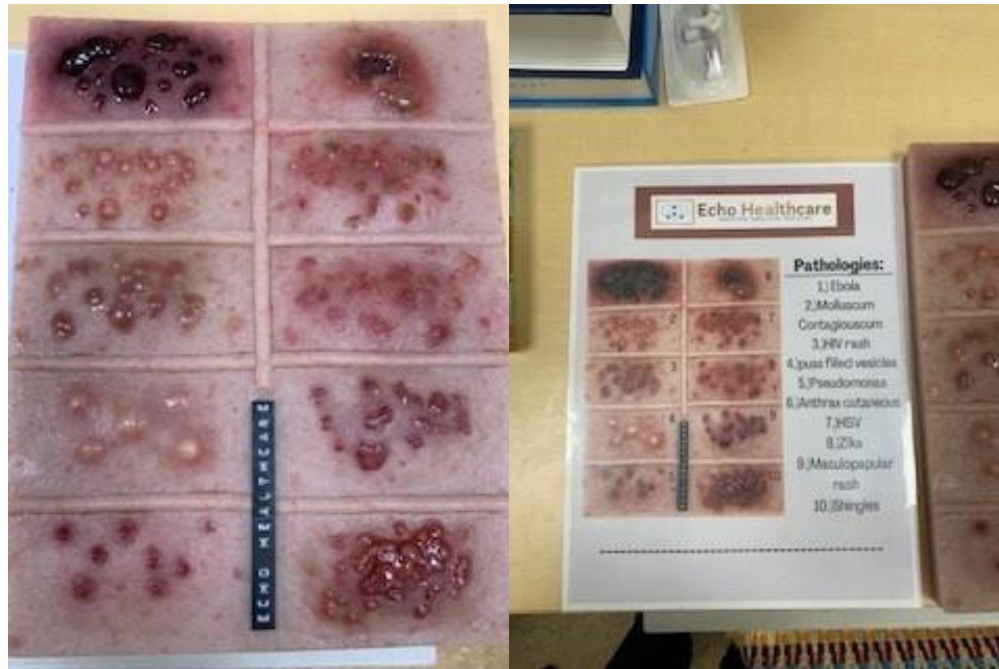 ECHO HEALTHCARE
Echo Healthcare
Pathologies:
1.)Ebola
2.)Molluscum
Contagiouscum
3.)HIV rash
4.)puss filled vesicles
5.)Pseudomonas
6.)Anthrax cutaneous
7.)HSV
8.)Zika
9.)Maculopapular
rash
10.)Shingles